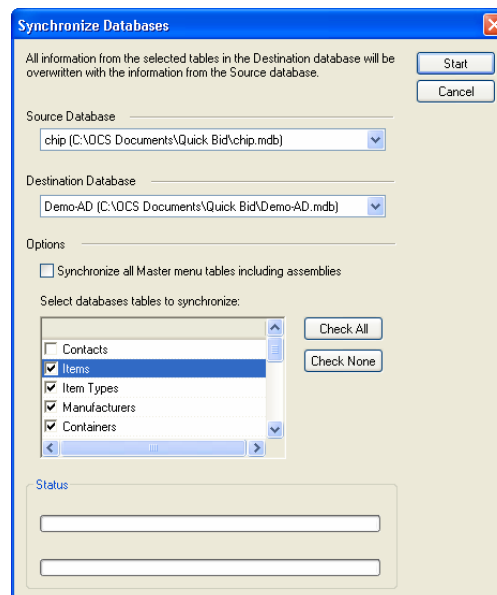 Synchronize Databases
All information from the selected tables in the Destination database will be
overwritten with the information from the Source database.
Start
Cancel
Source Database
chip (C:\OCS Documents\Quick Bid\chip.mdb)
Destination Database
Demo-AD (C:\OCS Documents\Quick Bid\Demo-AD.mdb)
Options
Synchronize all Master menu tables including assemblies
Select databases tables to synchronize:
Check All
Contacts
Check None
Items
Item Types
Manufacturers
Containers
Status